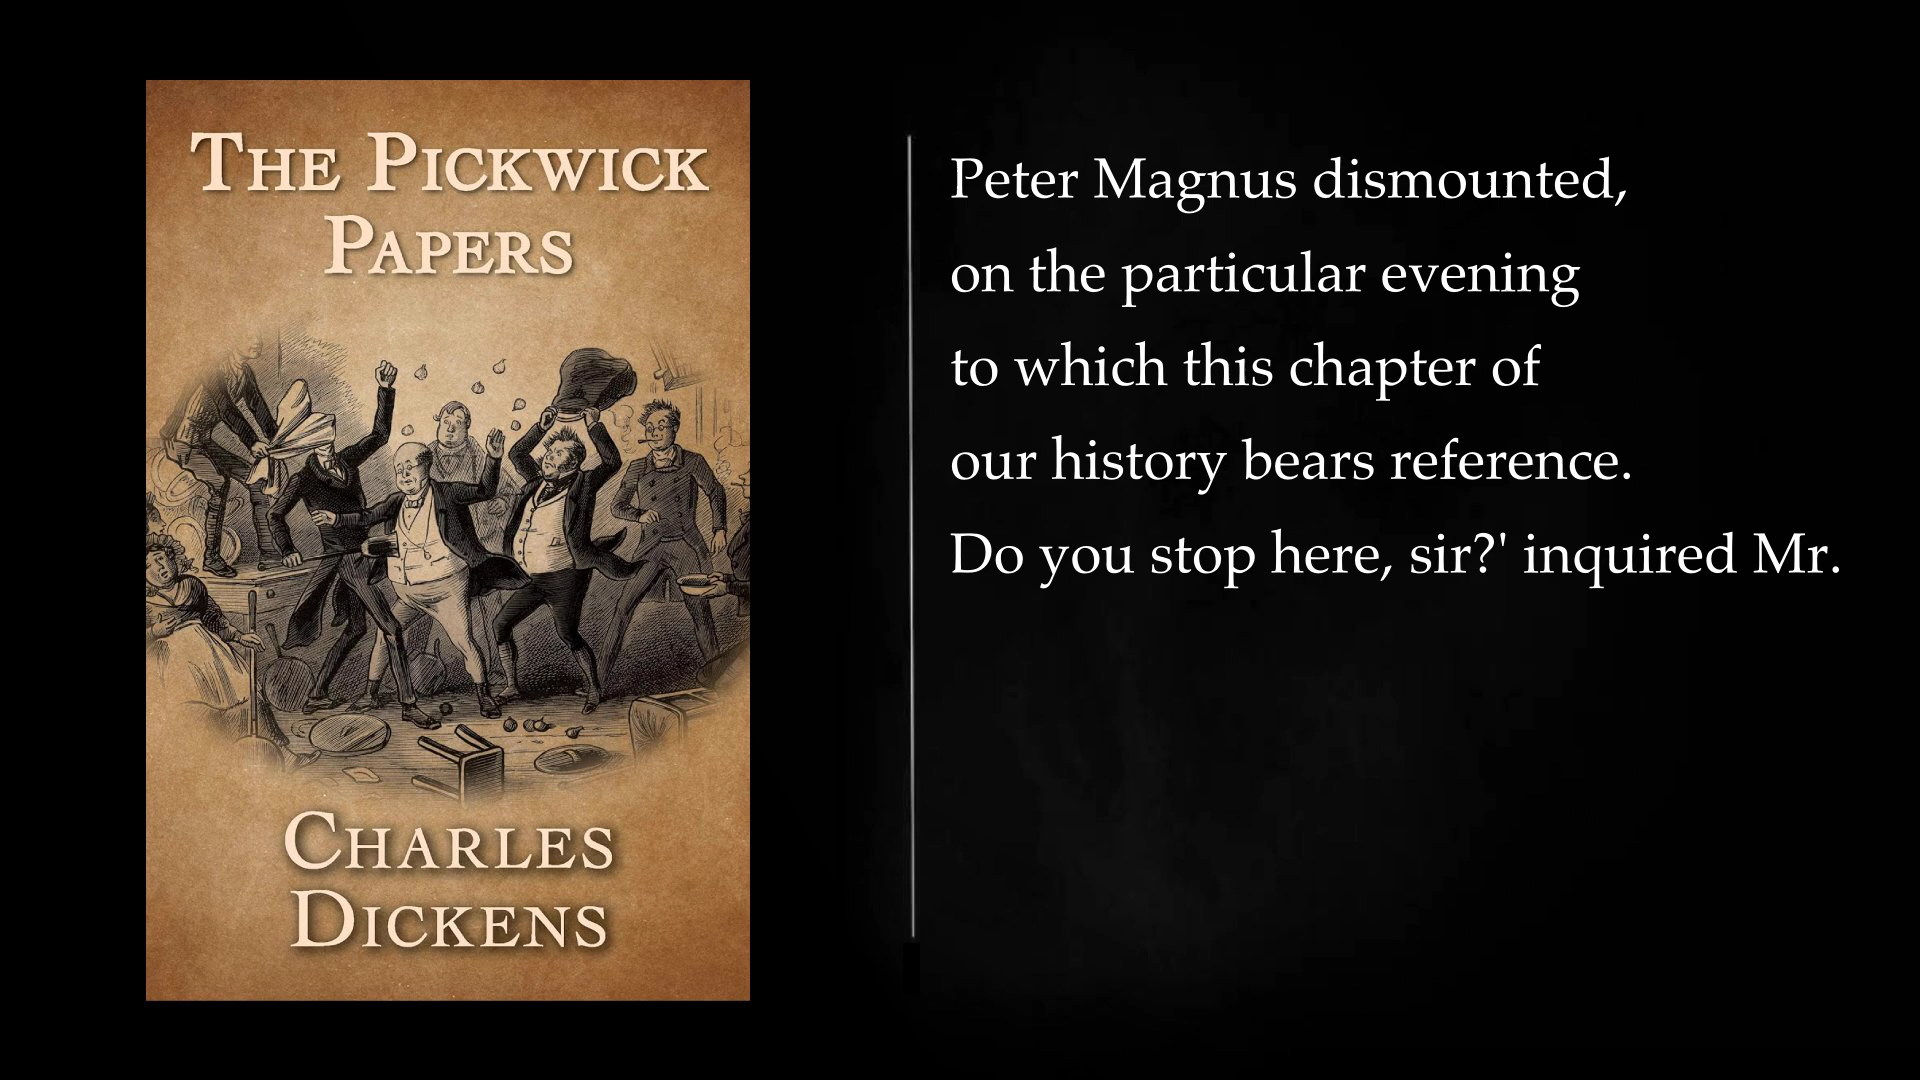 THE PICKWICK
PAPERS
CHARLES
DICKENS
Peter Magnus dismounted,
on the particular evening
to which this chapter of
our history bears reference.
Do you stop here, sir?' inquired Mr.